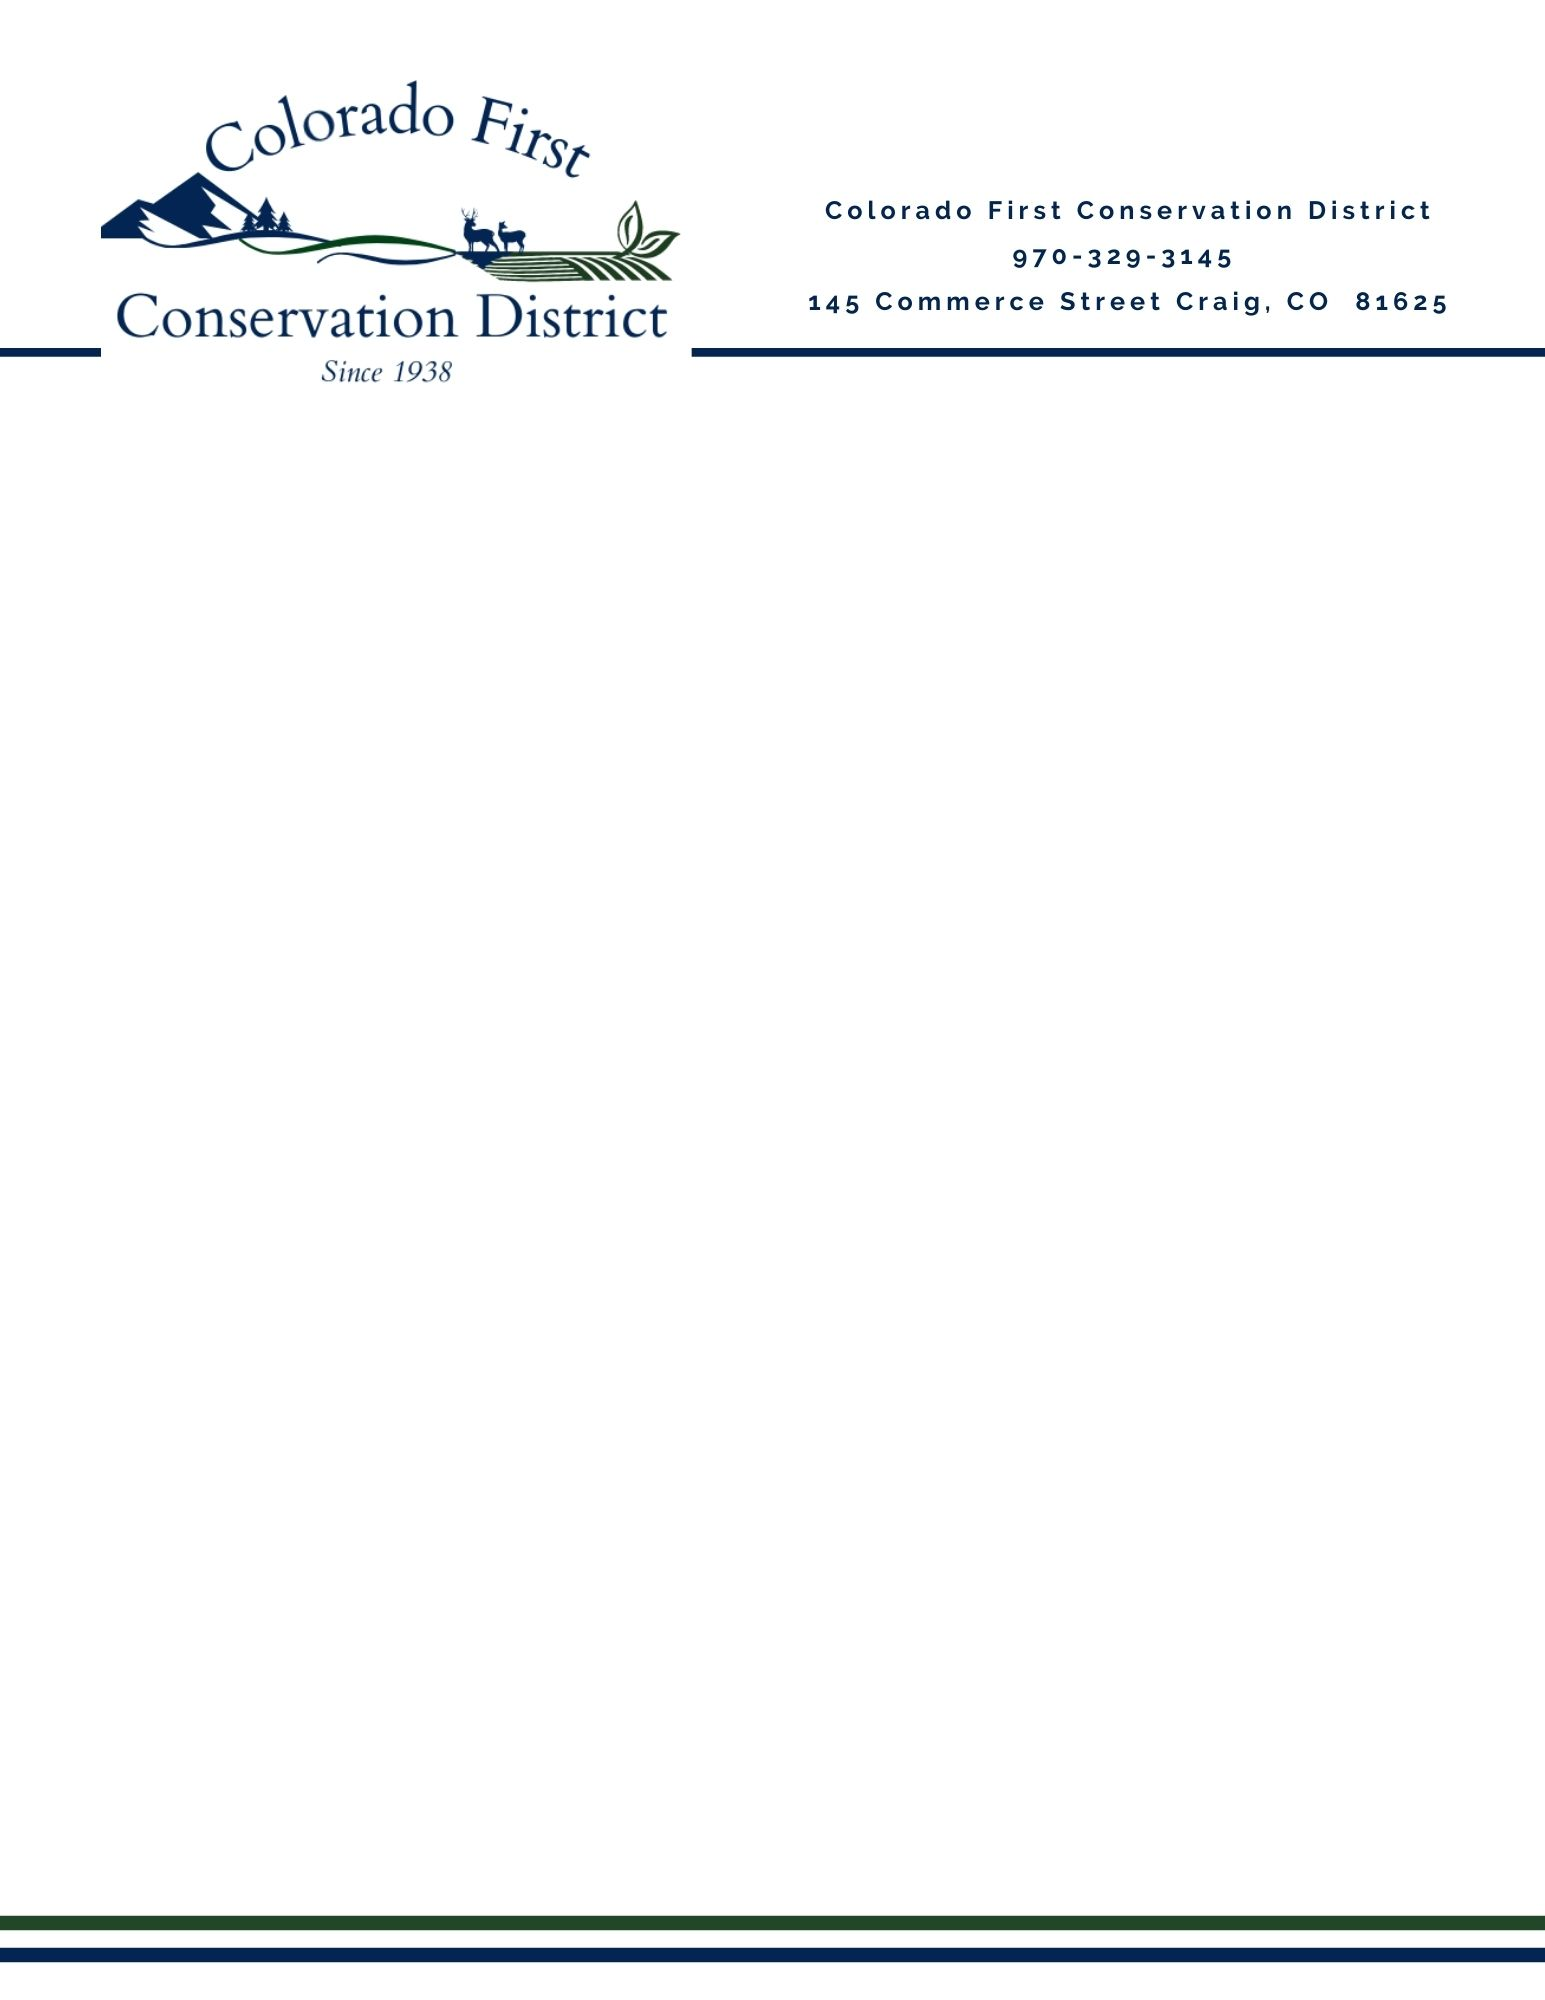 Colorado First
Conservation District
Since 1938
Colorado First Conservation District
970-329-3145
145 Commerce Street Craig, CO  81625